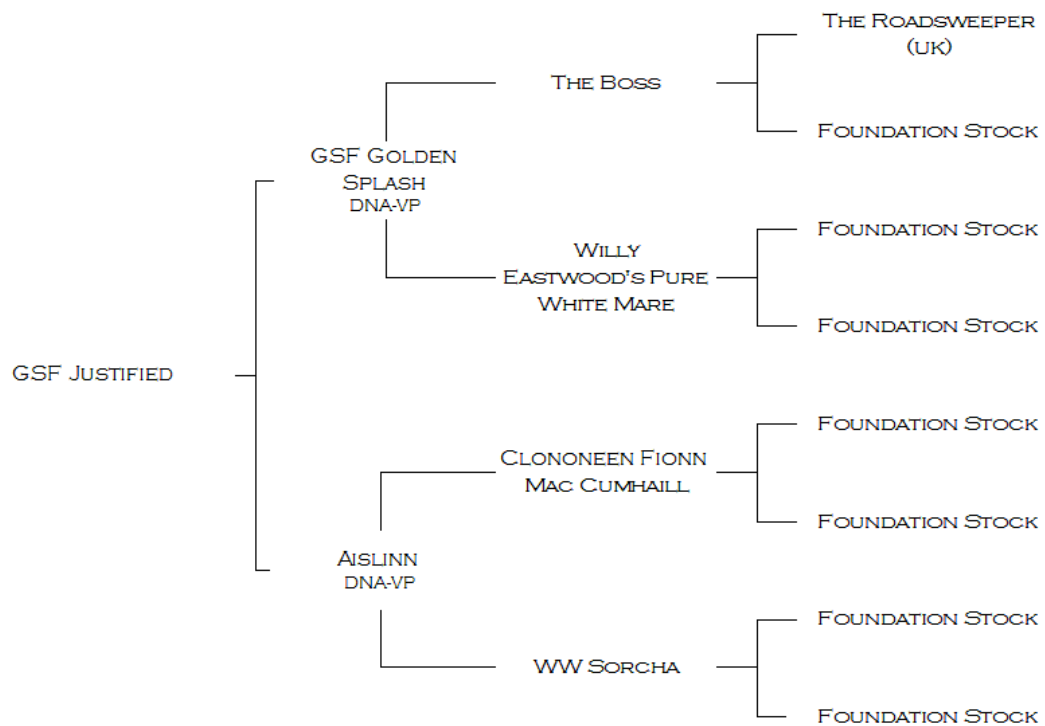 The Roadsweeper
(UK)
The Boss
Foundation Stock
GSF Golden
Splash
DNA-VP
Foundation Stock
Willy
Eastwood's Pure
White Mare
Foundation Stock
GSF Justified
Foundation Stock
Clononeen Fionn
Mac Cumhaill
Foundation Stock
Aislinn
DNA-VP
Foundation Stock
WW Sorcha
Foundation Stock